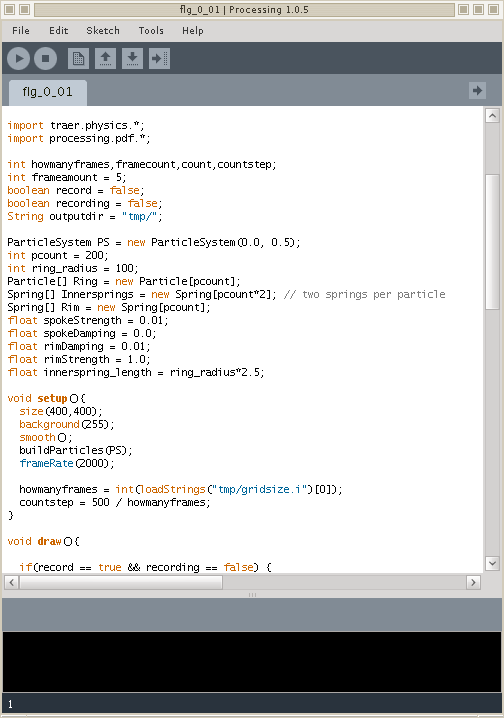 flg_0_01 | Processing 1.0.5
File Edit Sketch Tools Help
flg_0_01
import traer.physics.*;
import processing.pdf.*;
int howmanyframes,framecount,count,countstep;
int frameamount = 5;
boolean record = false;
boolean recording = false;
String outputdir = "tmp/";
ParticleSystem PS = new ParticleSystem(0.0, 0.5);
int pcount = 200;
int ring_radius = 100;
Particle[] Ring = new Particle[pcount];
Spring[] Innersprings = new Spring[pcount*2]; // two springs per particle
Spring[] Rim = new Spring[pcount];
float spokeStrength = 0.01;
float spokeDamping = 0.0;
float rimDamping = 0.01;
float rimStrength = 1.0;
float innerspring_length = ring_radius*2.5;
void setup(){
size(400,400);
background(255);
smooth();
buildParticles(PS);
frameRate(2000);
howmanyframes = int(loadStrings("tmp/gridsize.i")[0]);
countstep = 500 / howmanyframes;
}
void draw(){
if(record == true && recording == false) {
1